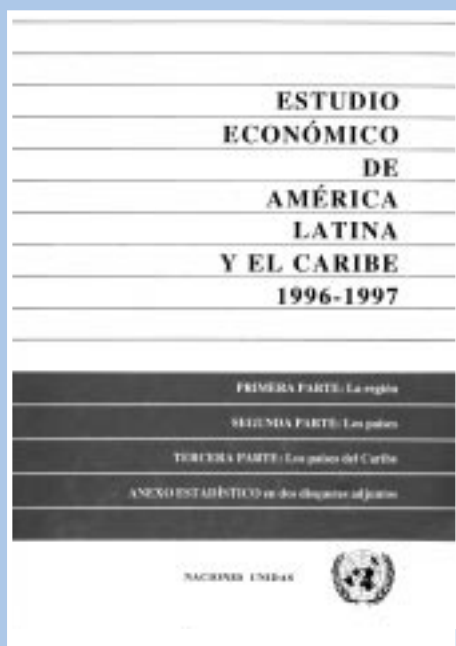 ESTUDIO
ECONÓMICO
DE
AMÉRICA
LATINA
Y EL CARIBE
1996-1997
PRIMERA PARTE: La región
SEGUNDA PARTE: Los países
TERCERA PARTE: Los países del Caribe
ANEXO ESTADÍSTICO en dos disquetes adjuntos
NACIONES UNIDAS